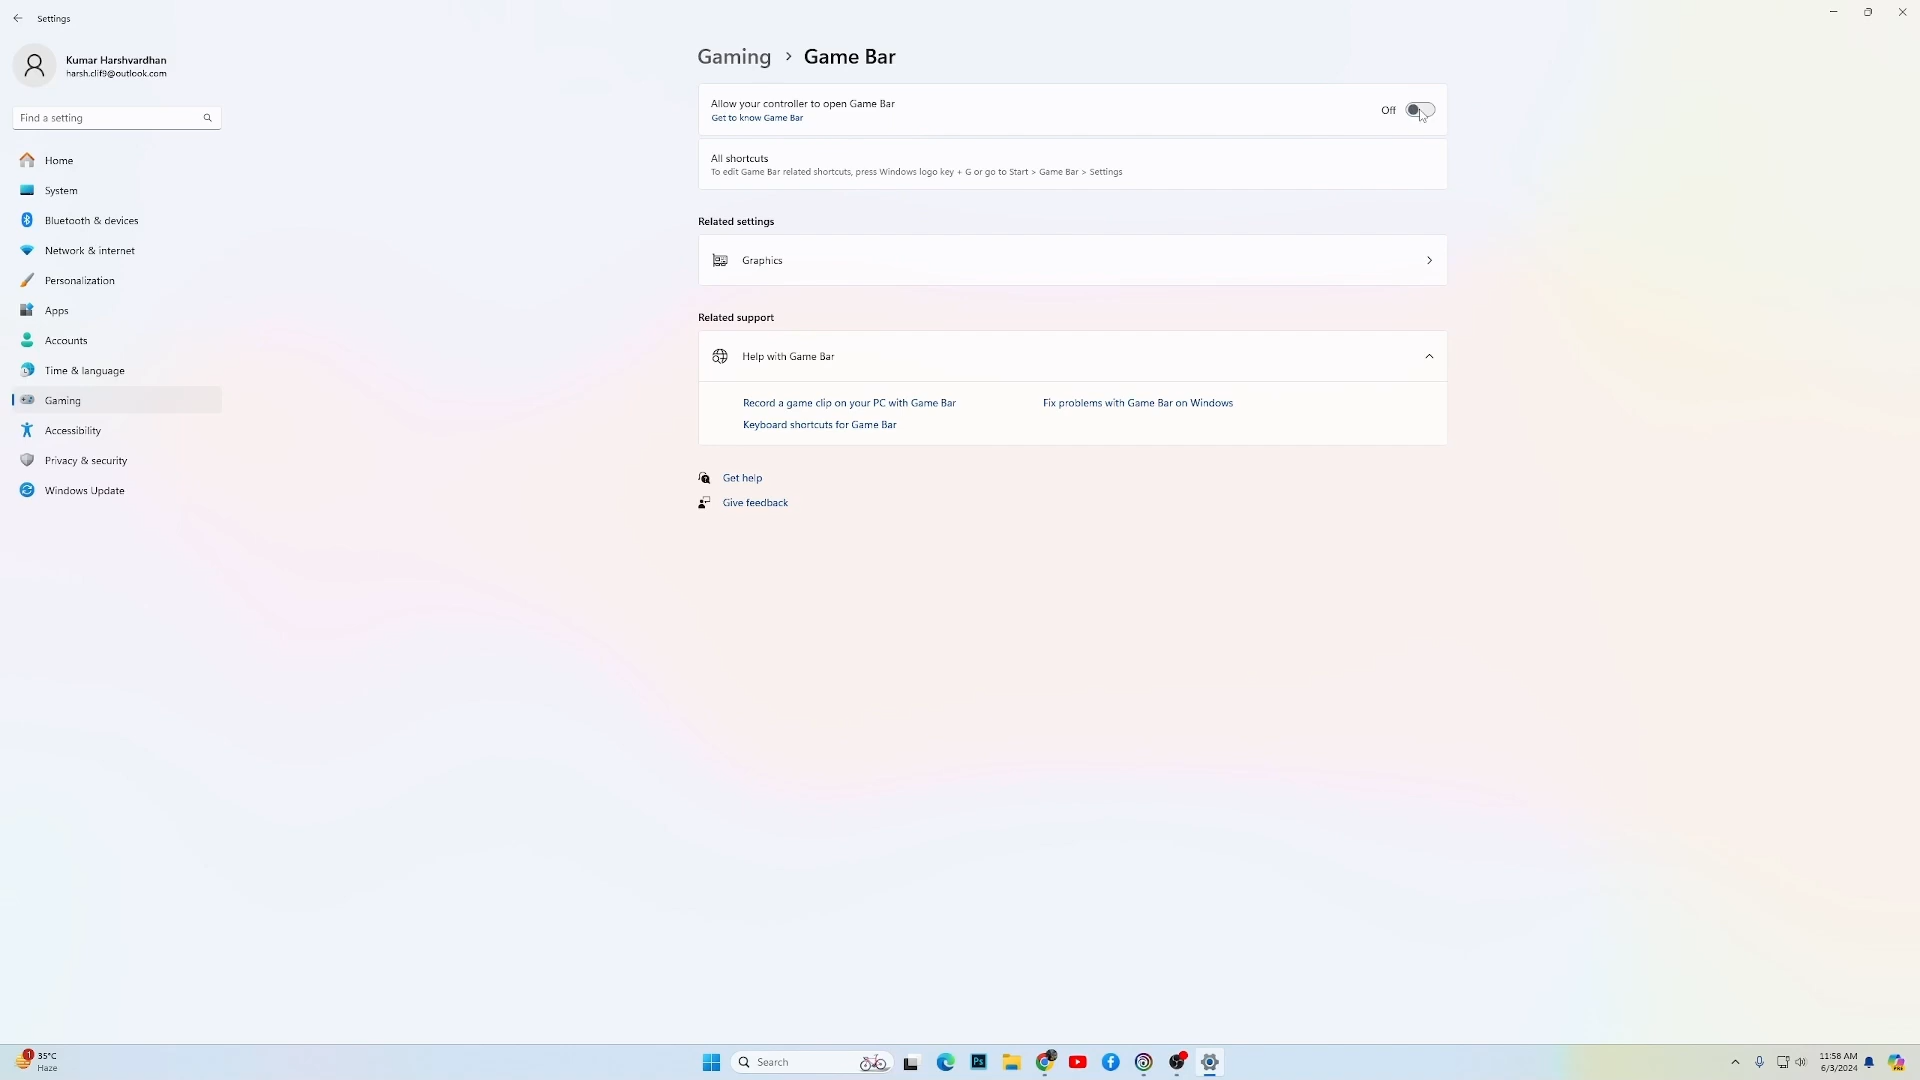 Settings
Kumar Harshvardhan
harsh.clif9@outlook.com
Find a setting
Home
System
Bluetooth & devices
Network & internet
Personalization
Apps
Accounts
Time & language
Gaming
Accessibility
Privacy & security
Windows Update
Gaming > Game Bar
Allow your controller to open Game Bar
Get to know Game Bar
Off
All shortcuts
To edit Game Bar related shortcuts, press Windows logo key + G or go to Start > Game Bar > Settings
Related settings
Graphics
Related support
Help with Game Bar
Record a game clip on your PC with Game Bar
Fix problems with Game Bar on Windows
Keyboard shortcuts for Game Bar
Get help
Give feedback
1
35°C
Haze
Search
Ps
11:58 AM
6/3/2024
PRE